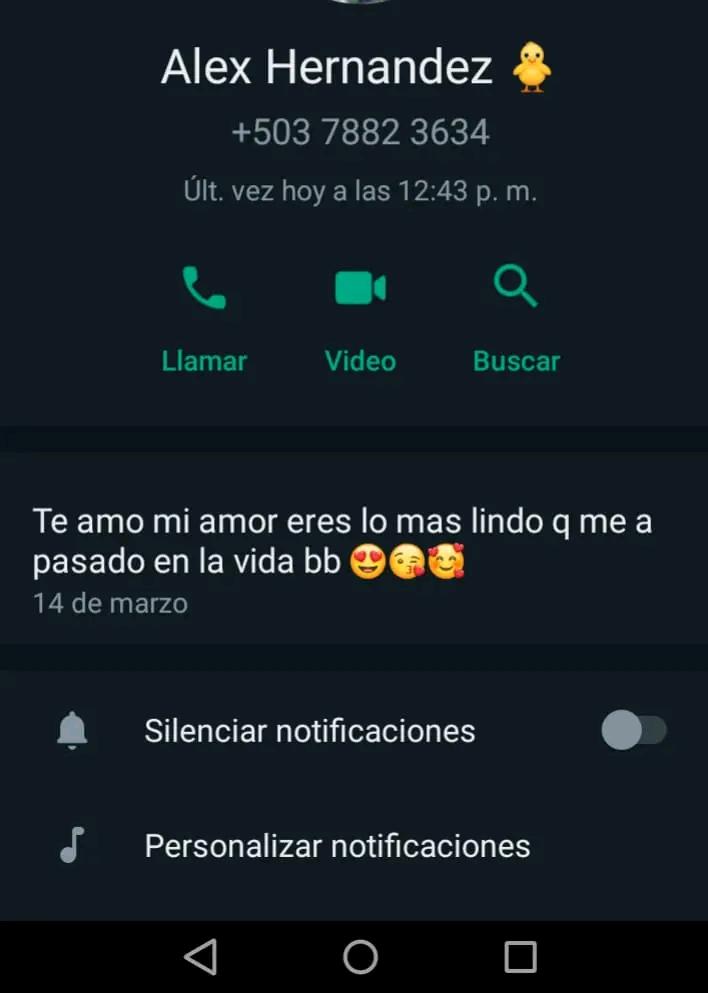 Alex Hernandez 🐥
+503 7882 3634
Últ. vez hoy a las 12:43 p. m.
Llamar Video Buscar
Te amo mi amor eres lo mas lindo q me a
pasado en la vida bb 😍😘🥰
14 de marzo
Silenciar notificaciones
Personalizar notificaciones